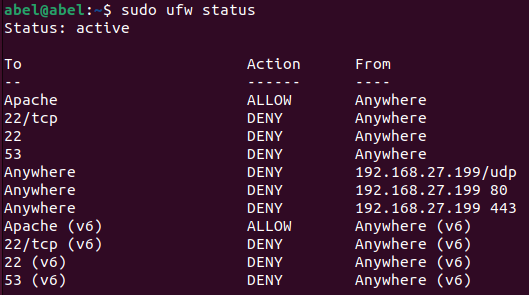 abel@abel:~$ sudo ufw status
Status: active
To Action From
-- ------ ----
Apache ALLOW Anywhere
22/tcp DENY Anywhere
22 DENY Anywhere
53 DENY Anywhere
Anywhere DENY 192.168.27.199/udp
Anywhere DENY 192.168.27.199 80
Anywhere DENY 192.168.27.199 443
Apache (v6) ALLOW Anywhere (v6)
22/tcp (v6) DENY Anywhere (v6)
22 (v6) DENY Anywhere (v6)
53 (v6) DENY Anywhere (v6)